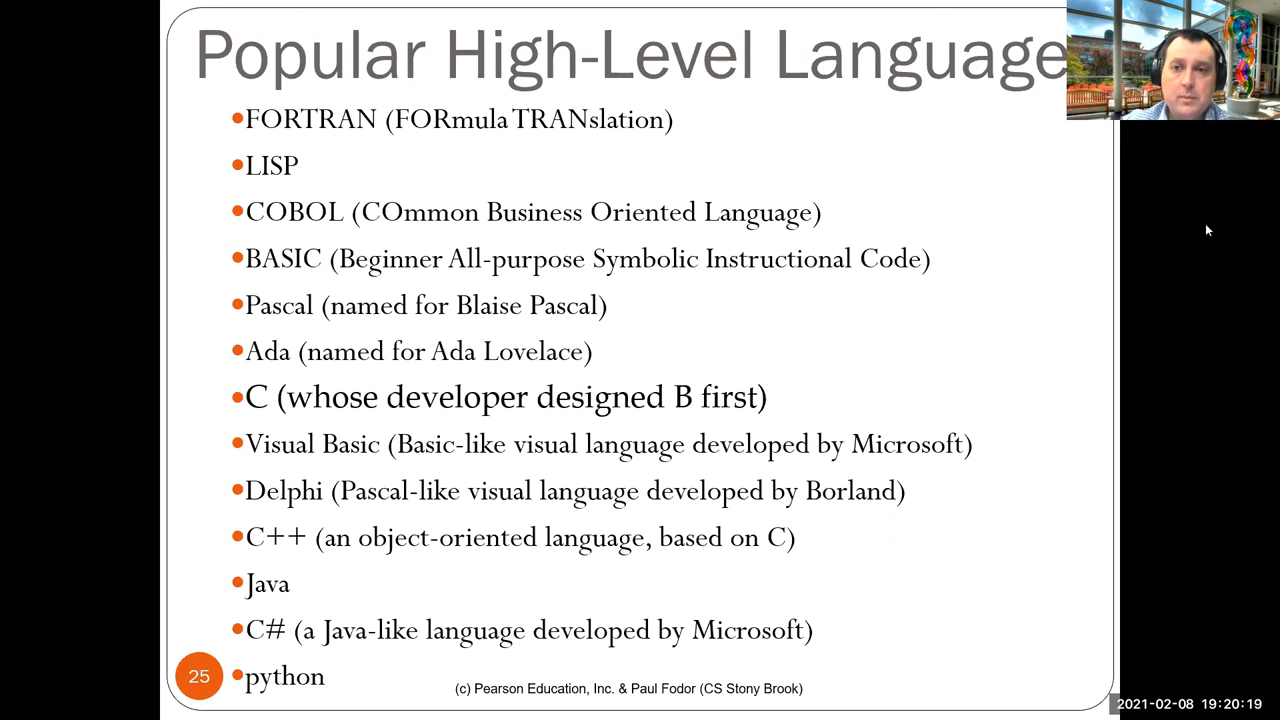 Popular High-Level Language
FORTRAN (FORmula TRANslation)
LISP
COBOL (COmmon Business Oriented Language)
BASIC (Beginner All-purpose Symbolic Instructional Code)
Pascal (named for Blaise Pascal)
Ada (named for Ada Lovelace)
C (whose developer designed B first)
Visual Basic (Basic-like visual language developed by Microsoft)
Delphi (Pascal-like visual language developed by Borland)
C++ (an object-oriented language, based on C)
Java
C# (a Java-like language developed by Microsoft)
python
25
(c) Pearson Education, Inc. & Paul Fodor (CS Stony Brook)
2021-02-08 19:20:19